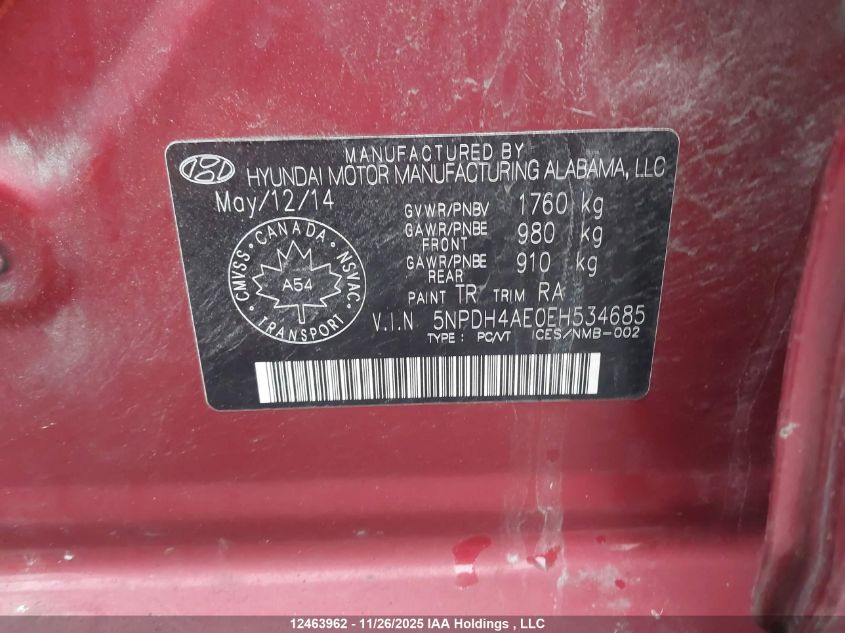 MANUFACTURED BY
HYUNDAI MOTOR MANUFACTURING ALABAMA, LLC
May/12/14
GVWR/PNBV 1760 kg
GAWR/PNBE FRONT 980 kg
GAWR/PNBE REAR 910 kg
PAINT TR TRIM RA
V.I.N 5NPDH4AE0EH534685
TYPE : PC/VT ICES/NMB-002
CANADA
CMVSS • NSVAC
A54
TRANSPORT
12463962 - 11/26/2025 IAA Holdings , LLC